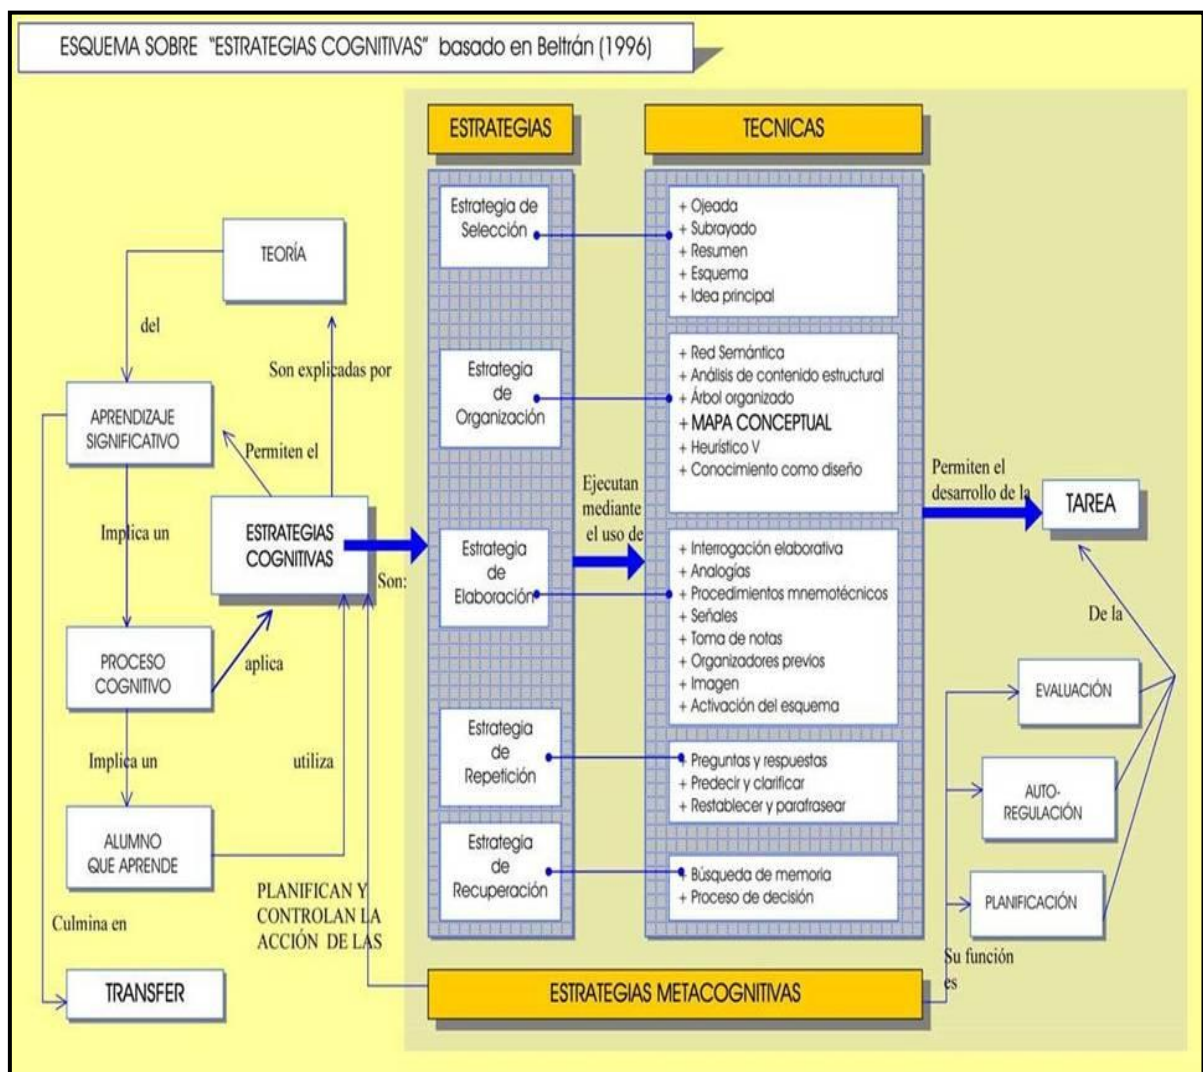 ESQUEMA SOBRE "ESTRATEGIAS COGNITIVAS" basado en Beltrán (1996)
TEORÍA
del
Son explicadas por
APRENDIZAJE
SIGNIFICATIVO
Permiten el
Implica un
ESTRATEGIAS
COGNITIVAS
Son:
PROCESO
COGNITIVO
aplica
Implica un
utiliza
ALUMNO
QUE APRENDE
PLANIFICAN Y
CONTROLAN LA
ACCIÓN DE LAS
Culmina en
TRANSFER
ESTRATEGIAS
Estrategia de
Selección
Estrategia
de
Organización
Estrategia
de
Elaboración
Estrategia
de
Repetición
Estrategia
de
Recuperación
Ejecutan
mediante
el uso de
TECNICAS
+ Ojeada
+ Subrayado
+ Resumen
+ Esquema
+ Idea principal
+ Red Semántica
+ Análisis de contenido estructural
+ Árbol organizado
+ MAPA CONCEPTUAL
+ Heurístico V
+ Conocimiento como diseño
+ Interrogación elaborativa
+ Analogías
+ Procedimientos mnemotécnicos
+ Señales
+ Toma de notas
+ Organizadores previos
+ Imagen
+ Activación del esquema
+ Preguntas y respuestas
+ Predecir y clarificar
+ Restablecer y parafrasear
+ Búsqueda de memoria
+ Proceso de decisión
Permiten el
desarrollo de la
TAREA
De la
EVALUACIÓN
AUTO-
REGULACIÓN
PLANIFICACIÓN
Su función
es
ESTRATEGIAS METACOGNITIVAS